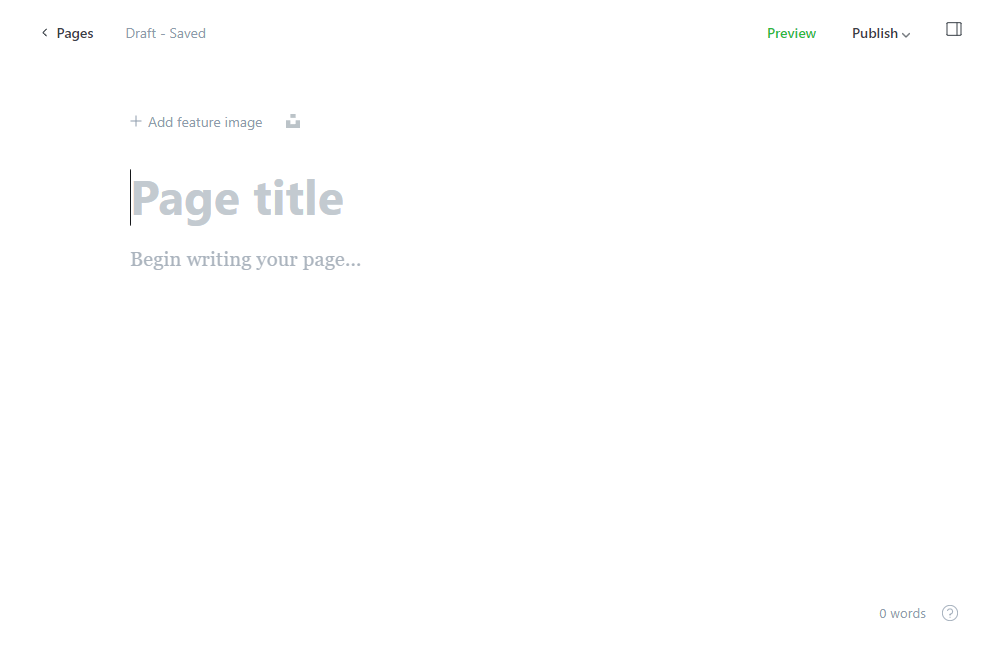 Pages
Draft - Saved
Preview
Publish
Add feature image
Page title
Begin writing your page...
0 words
?